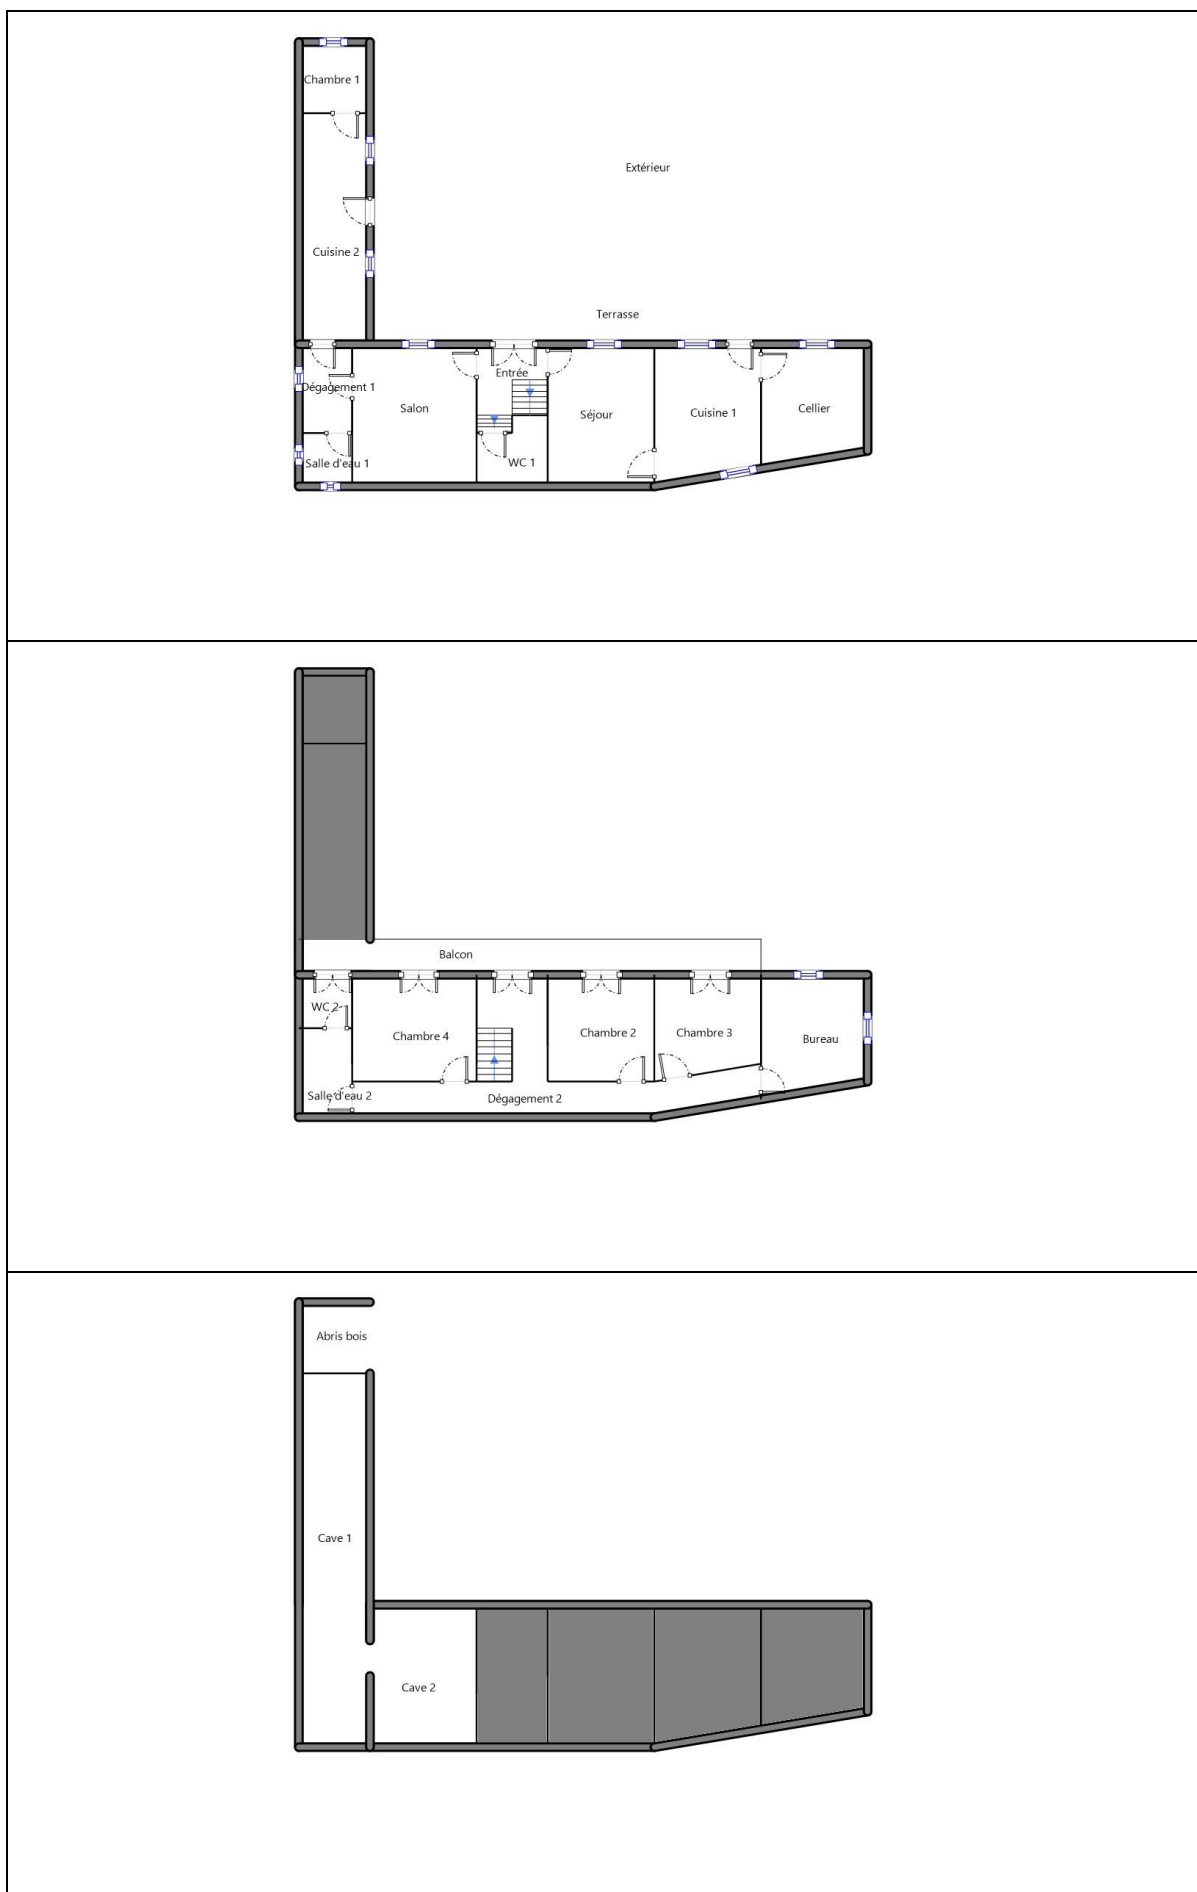 Chambre 1
Extérieur
Cuisine 2
Terrasse
Entrée
Dégagement 1
Salon
Séjour
Cuisine 1
Cellier
Salle d'eau 1
WC 1
Balcon
WC 2
Chambre 4
Chambre 2
Chambre 3
Bureau
Salle d'eau 2
Dégagement 2
Abris bois
Cave 1
Cave 2